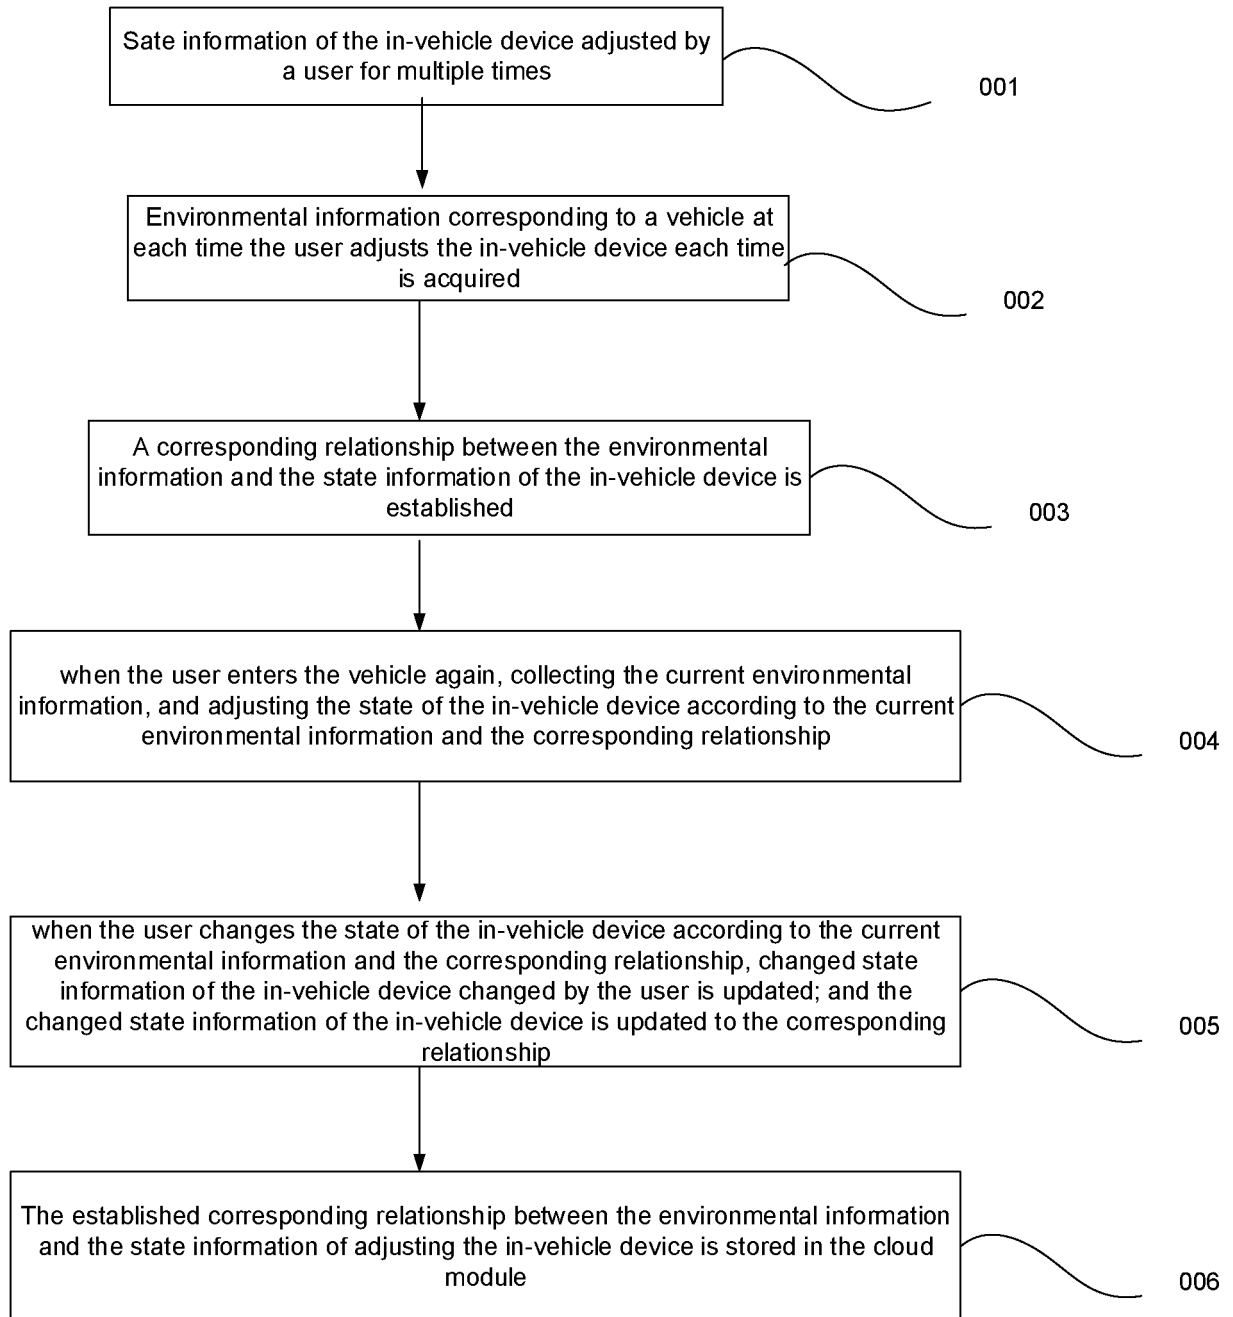 Sate information of the in-vehicle device adjusted by
a user for multiple times
001
Environmental information corresponding to a vehicle at
each time the user adjusts the in-vehicle device each time
is acquired
002
A corresponding relationship between the environmental
information and the state information of the in-vehicle device is
established
003
when the user enters the vehicle again, collecting the current environmental
information, and adjusting the state of the in-vehicle device according to the current
environmental information and the corresponding relationship
004
when the user changes the state of the in-vehicle device according to the current
environmental information and the corresponding relationship, changed state
information of the in-vehicle device changed by the user is updated; and the
changed state information of the in-vehicle device is updated to the corresponding
relationship
005
The established corresponding relationship between the environmental information
and the state information of adjusting the in-vehicle device is stored in the cloud
module
006